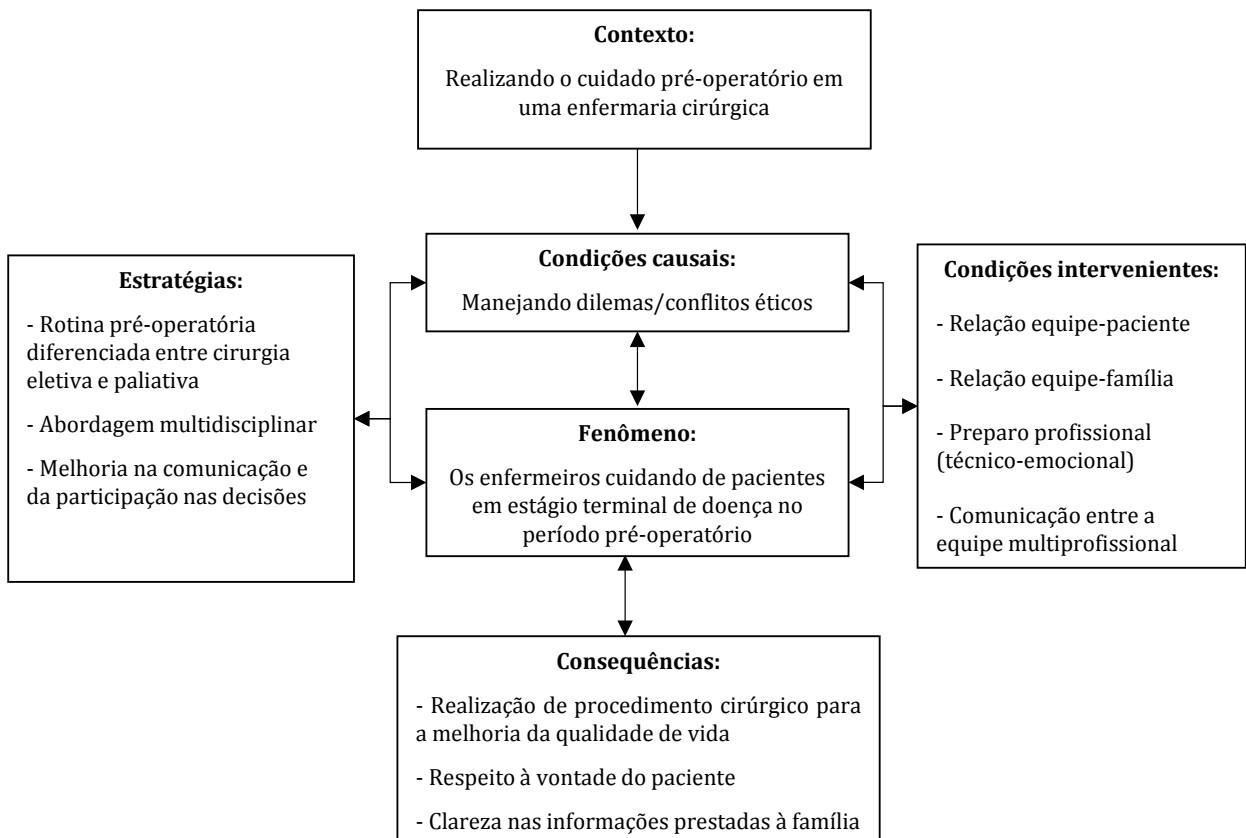 Contexto:
Realizando o cuidado pré-operatório em
uma enfermaria cirúrgica
Estratégias:
- Rotina pré-operatória
diferenciada entre cirurgia
eletiva e paliativa
- Abordagem multidisciplinar
- Melhoria na comunicação e
da participação nas decisões
Condições causais:
Manejando dilemas/conflitos éticos
Fenômeno:
Os enfermeiros cuidando de pacientes
em estágio terminal de doença no
período pré-operatório
Condições intervenientes:
- Relação equipe-paciente
- Relação equipe-família
- Preparo profissional
(técnico-emocional)
- Comunicação entre a
equipe multiprofissional
Consequências:
- Realização de procedimento cirúrgico para
a melhoria da qualidade de vida
- Respeito à vontade do paciente
- Clareza nas informações prestadas à família